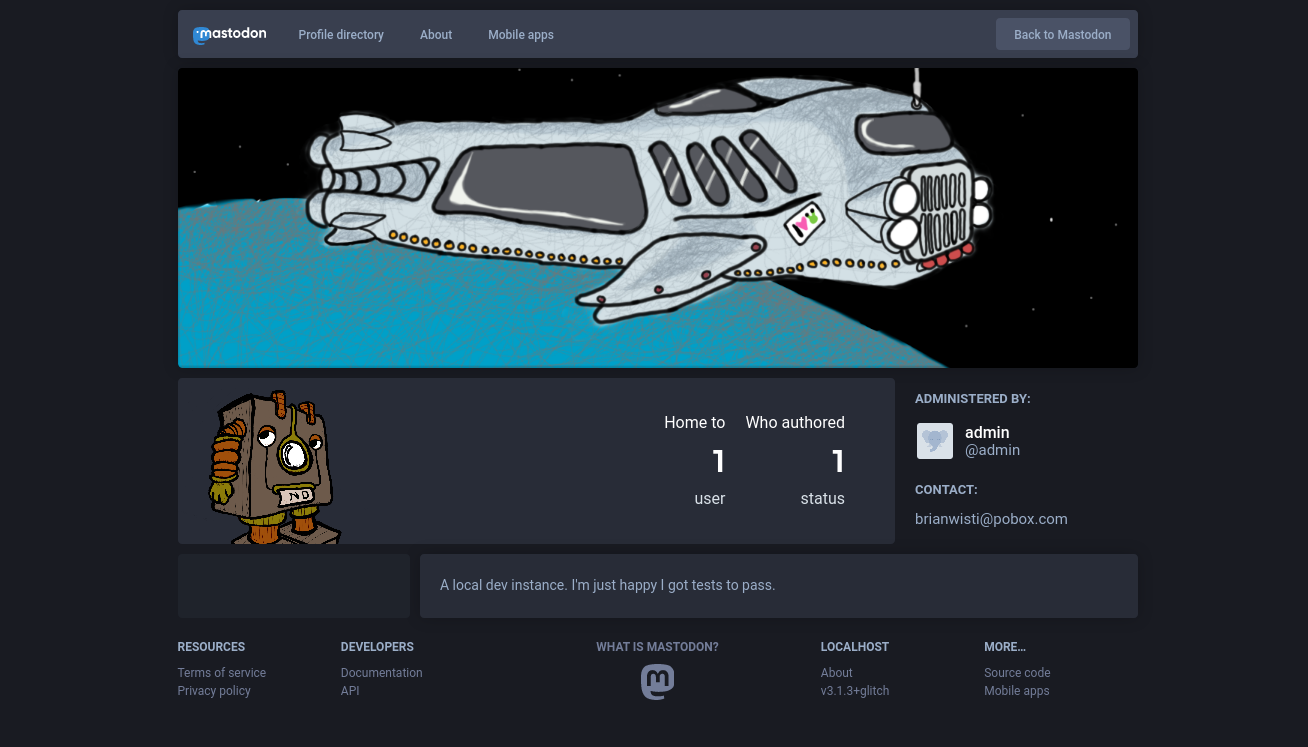 mastodon Profile directory About Mobile apps Back to Mastodon
Home to Who authored
1 1
user status
ADMINISTERED BY:
admin
@admin
CONTACT:
brianwisti@pobox.com
A local dev instance. I'm just happy I got tests to pass.
RESOURCES DEVELOPERS WHAT IS MASTODON? LOCALHOST MORE…
Terms of service Documentation About Source code
Privacy policy API v3.1.3+glitch Mobile apps